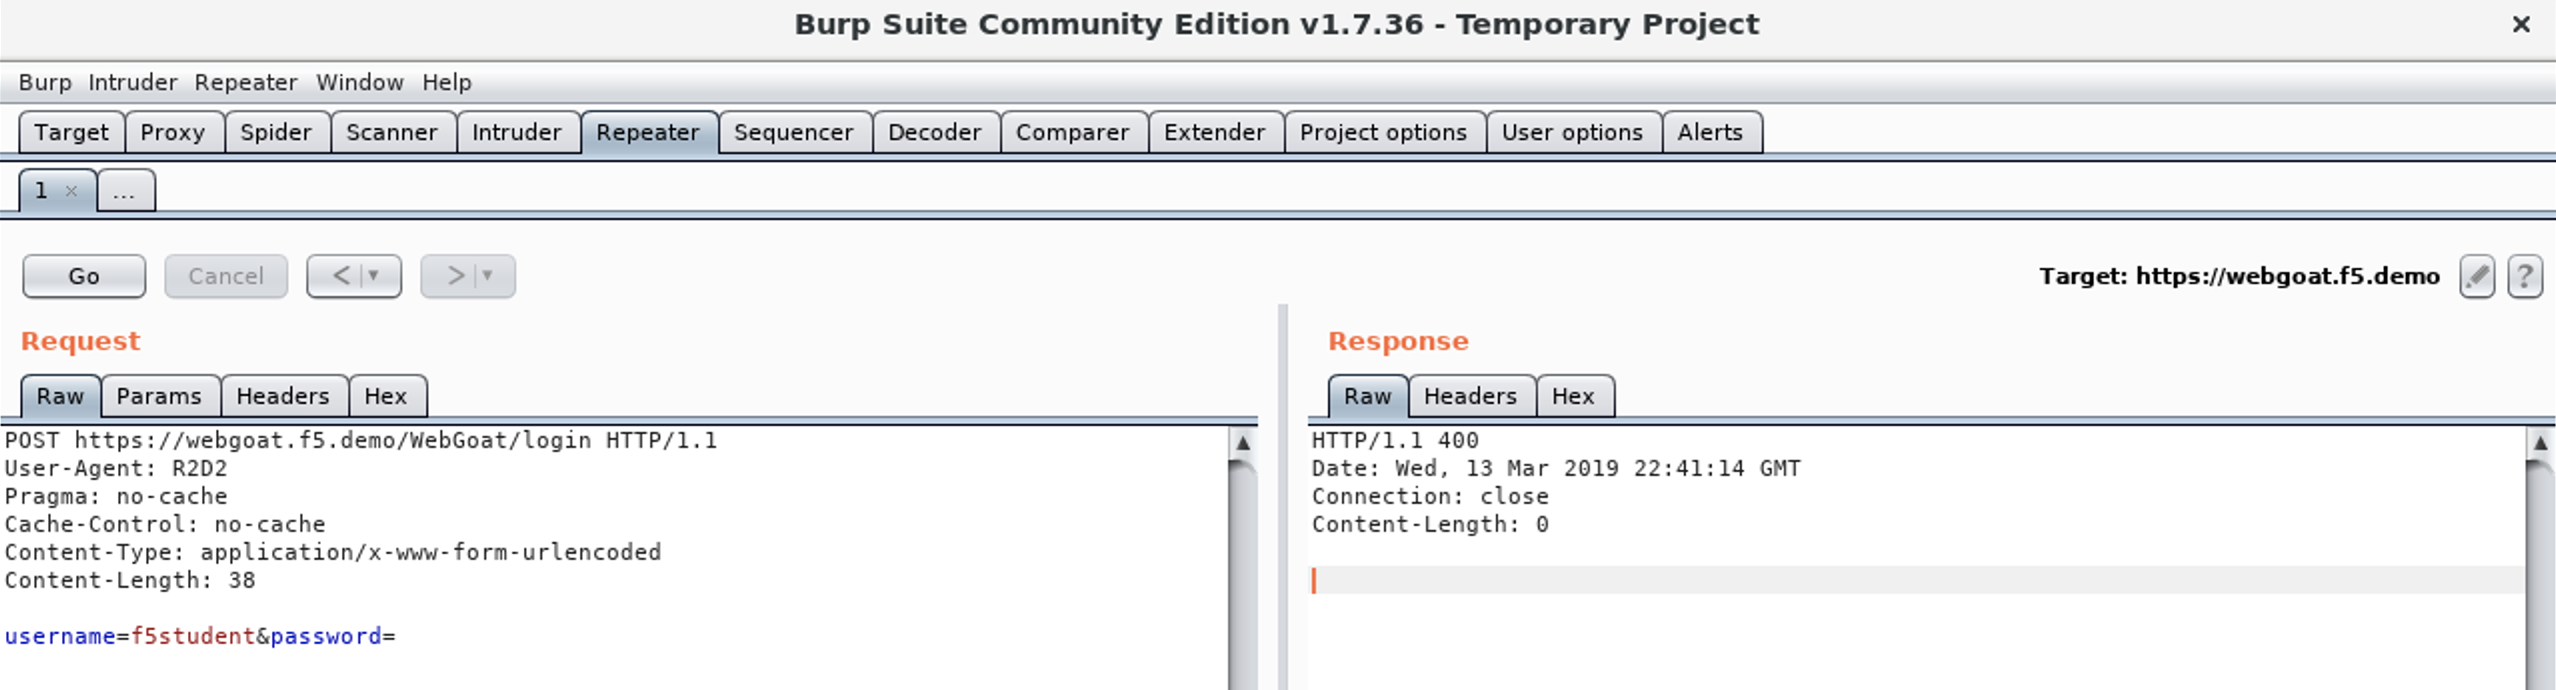 Burp Suite Community Edition v1.7.36 - Temporary Project ×
Burp Intruder Repeater Window Help
Target Proxy Spider Scanner Intruder Repeater Sequencer Decoder Comparer Extender Project options User options Alerts
1 × ...
Go Cancel < > Target: https://webgoat.f5.demo ?
Request
Raw Params Headers Hex
POST https://webgoat.f5.demo/WebGoat/login HTTP/1.1
User-Agent: R2D2
Pragma: no-cache
Cache-Control: no-cache
Content-Type: application/x-www-form-urlencoded
Content-Length: 38
username=f5student&password=
Response
Raw Headers Hex
HTTP/1.1 400
Date: Wed, 13 Mar 2019 22:41:14 GMT
Connection: close
Content-Length: 0